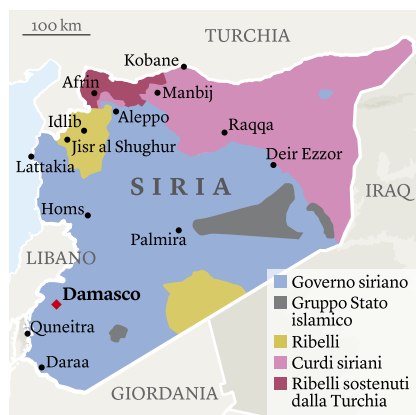 100 km
TURCHIA
Kobane
Afrin
Manbij
Aleppo
Idlib
Raqqa
Jisr al Shughur
Deir Ezzor
Lattakia
SIRIA
IRAQ
Homs
Palmira
LIBANO
Damasco
Quneitra
Daraa
GIORDANIA
Governo siriano
Gruppo Stato
islamico
Ribelli
Curdi siriani
Ribelli sostenuti
dalla Turchia